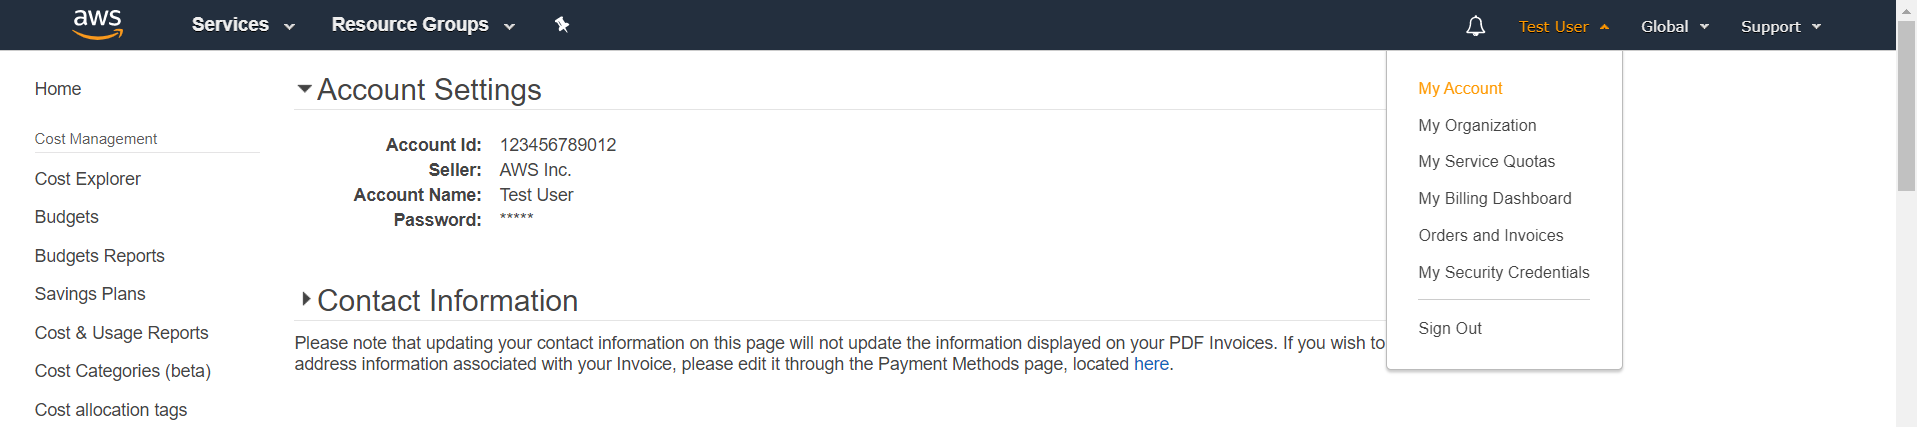 aws
Services
Resource Groups
Test User
Global
Support
Home
Cost Management
Cost Explorer
Budgets
Budgets Reports
Savings Plans
Cost & Usage Reports
Cost Categories (beta)
Cost allocation tags
Account Settings
Account Id: 123456789012
Seller: AWS Inc.
Account Name: Test User
Password: *****
Contact Information
Please note that updating your contact information on this page will not update the information displayed on your PDF Invoices. If you wish to
address information associated with your Invoice, please edit it through the Payment Methods page, located here.
My Account
My Organization
My Service Quotas
My Billing Dashboard
Orders and Invoices
My Security Credentials
Sign Out